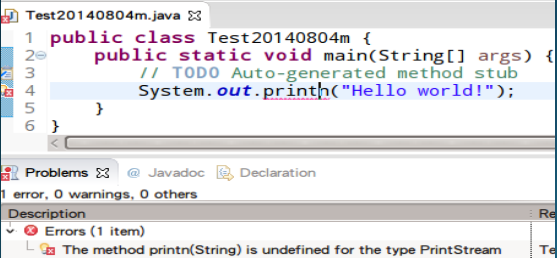 Test20140804m.java
1 public class Test20140804m {
2 public static void main(String[] args) {
3 // TODO Auto-generated method stub
4 System.out.printn("Hello world!");
5 }
6 }
Problems @ Javadoc Declaration
1 error, 0 warnings, 0 others
Description Re
Errors (1 item)
The method printn(String) is undefined for the type PrintStream Te